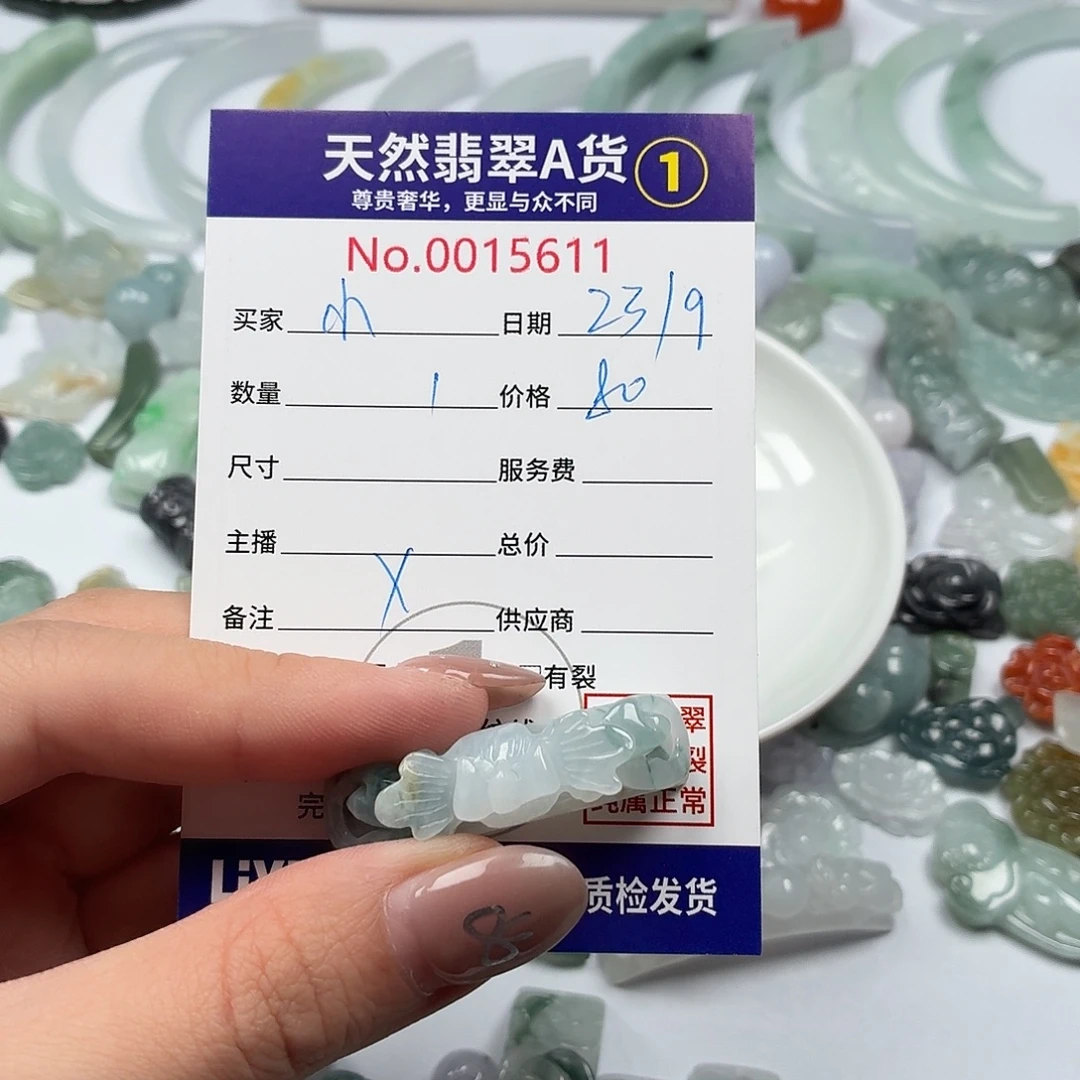 天然翡翠A货 1
尊贵奢华，更显与众不同
No.0015611
买家 日期 23/9
数量 1 价格 80
尺寸 服务费
主播 总价
X
备注 供应商
有裂
翠
裂
纯属正常
完
LiV 质检发货